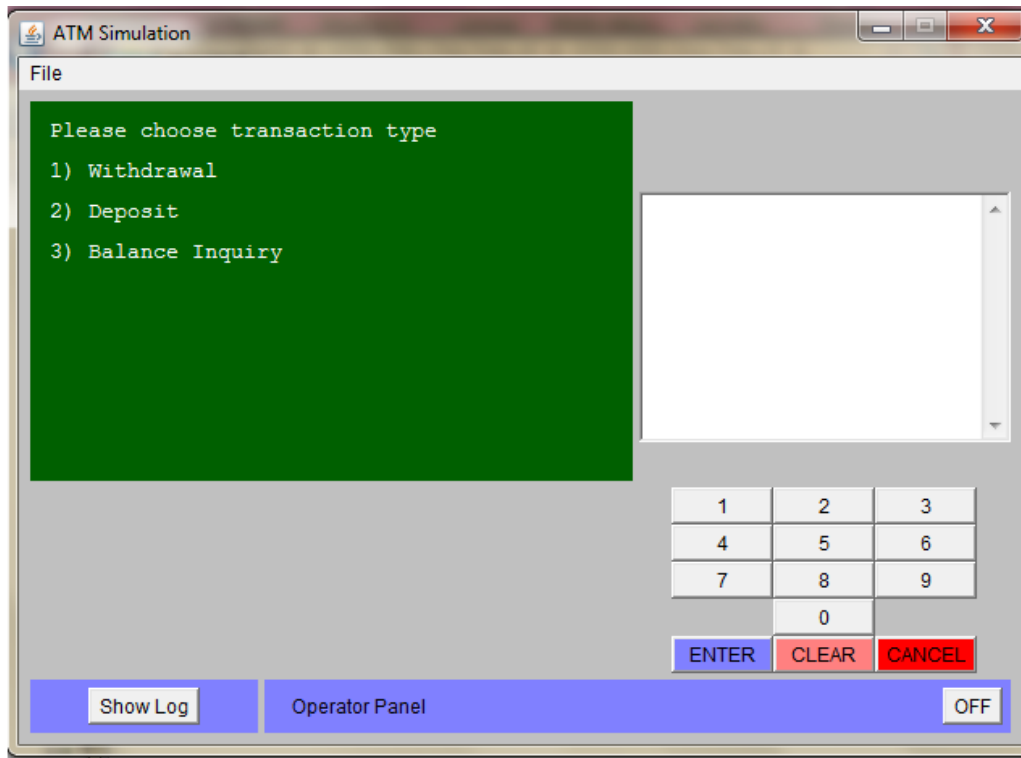 ATM Simulation
File
Please choose transaction type
1) Withdrawal
2) Deposit
3) Balance Inquiry
1 2 3
4 5 6
7 8 9
0
ENTER CLEAR CANCEL
Show Log Operator Panel OFF